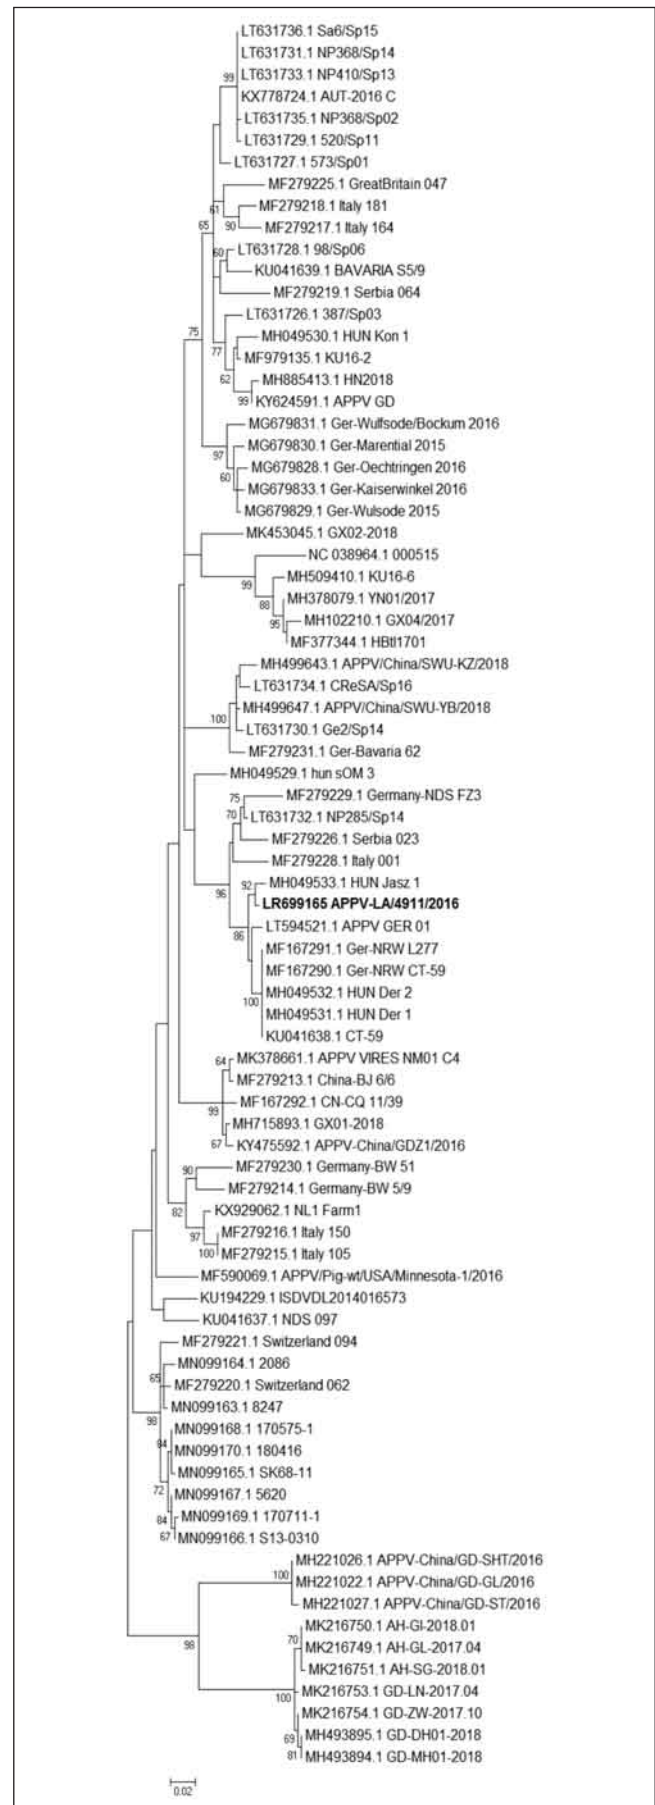 LT631736.1 Sa6/Sp15
LT631731.1 NP368/Sp14
LT631733.1 NP410/Sp13
99
KX778724.1 AUT-2016 C
LT631735.1 NP368/Sp02
LT631729.1 520/Sp11
LT631727.1 573/Sp01
MF279225.1 GreatBritain 047
61
MF279218.1 Italy 181
65
90
MF279217.1 Italy 164
60
LT631728.1 98/Sp06
KU041639.1 BAVARIA S5/9
MF279219.1 Serbia 064
LT631726.1 387/Sp03
75
MH049530.1 HUN Kon 1
77
MF979135.1 KU16-2
62
MH885413.1 HN2018
99
KY624591.1 APPV GD
MG679831.1 Ger-Wulfsode/Bockum 2016
97
MG679830.1 Ger-Marential 2015
60
MG679828.1 Ger-Oechtringen 2016
MG679833.1 Ger-Kaiserwinkel 2016
MG679829.1 Ger-Wulsode 2015
MK453045.1 GX02-2018
NC 038964.1 000515
99
MH509410.1 KU16-6
88
MH378079.1 YN01/2017
95
MH102210.1 GX04/2017
MF377344.1 HBtl1701
MH499643.1 APPV/China/SWU-KZ/2018
LT631734.1 CReSA/Sp16
100
MH499647.1 APPV/China/SWU-YB/2018
LT631730.1 Ge2/Sp14
MF279231.1 Ger-Bavaria 62
MH049529.1 hun sOM 3
75
MF279229.1 Germany-NDS FZ3
70
LT631732.1 NP285/Sp14
MF279226.1 Serbia 023
MF279228.1 Italy 001
96
92
MH049533.1 HUN Jasz 1
LR699165 APPV-LA/4911/2016
86
LT594521.1 APPV GER 01
MF167291.1 Ger-NRW L277
MF167290.1 Ger-NRW CT-59
100
MH049532.1 HUN Der 2
MH049531.1 HUN Der 1
KU041638.1 CT-59
64
MK378661.1 APPV VIRES NM01 C4
MF279213.1 China-BJ 6/6
99
MF167292.1 CN-CQ 11/39
MH715893.1 GX01-2018
67
KY475592.1 APPV-China/GDZ1/2016
90
MF279230.1 Germany-BW 51
MF279214.1 Germany-BW 5/9
82
KX929062.1 NL1 Farm1
97
MF279216.1 Italy 150
100
MF279215.1 Italy 105
MF590069.1 APPV/Pig-wt/USA/Minnesota-1/2016
KU194229.1 ISDVDL2014016573
KU041637.1 NDS 097
MF279221.1 Switzerland 094
65
MN099164.1 2086
MF279220.1 Switzerland 062
98
MN099163.1 8247
MN099168.1 170575-1
MN099170.1 180416
MN099165.1 SK68-11
72
MN099167.1 5620
84
MN099169.1 170711-1
67
MN099166.1 S13-0310
MH221026.1 APPV-China/GD-SHT/2016
100
MH221022.1 APPV-China/GD-GL/2016
MH221027.1 APPV-China/GD-ST/2016
98
MK216750.1 AH-GI-2018.01
70
MK216749.1 AH-GL-2017.04
MK216751.1 AH-SG-2018.01
100
MK216753.1 GD-LN-2017.04
MK216754.1 GD-ZW-2017.10
69
MH493895.1 GD-DH01-2018
81
MH493894.1 GD-MH01-2018
0.02